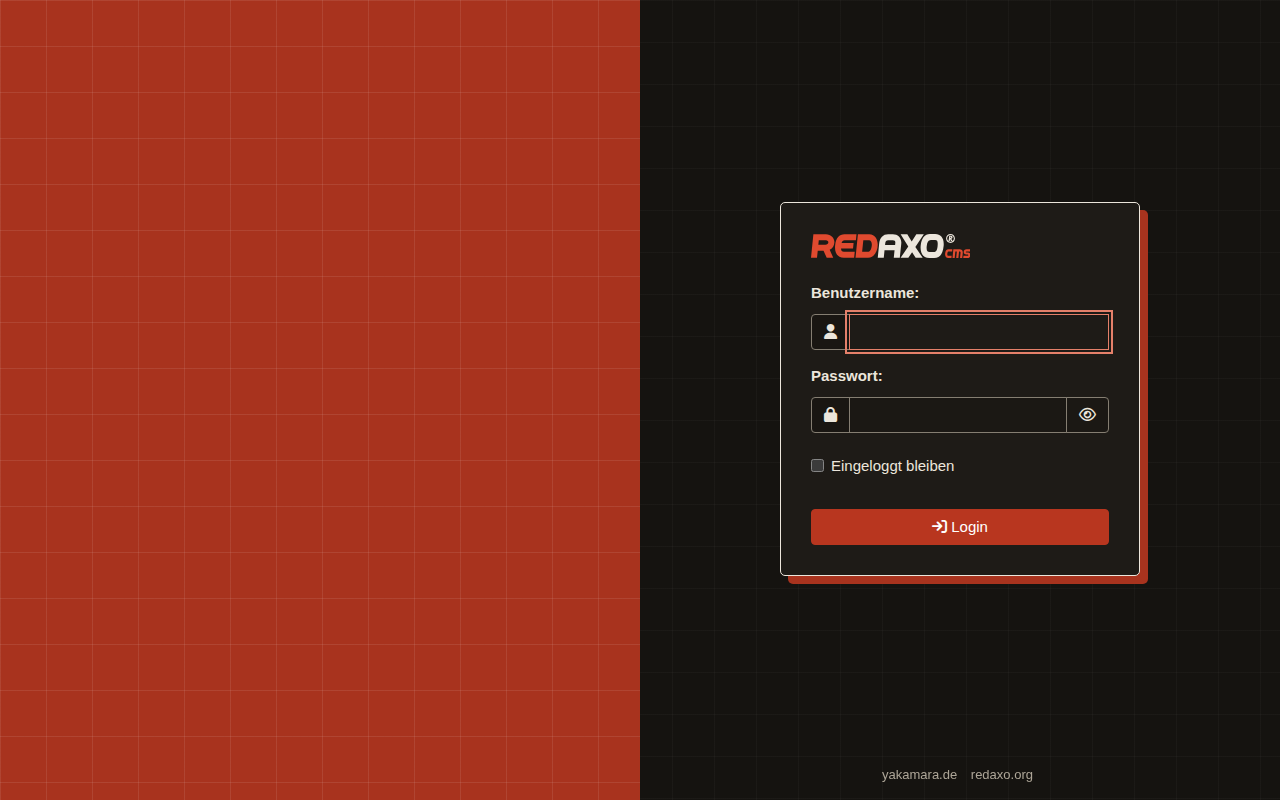 REDAXO® cms
Benutzername:
Passwort:
Eingeloggt bleiben
Login
yakamara.de redaxo.org